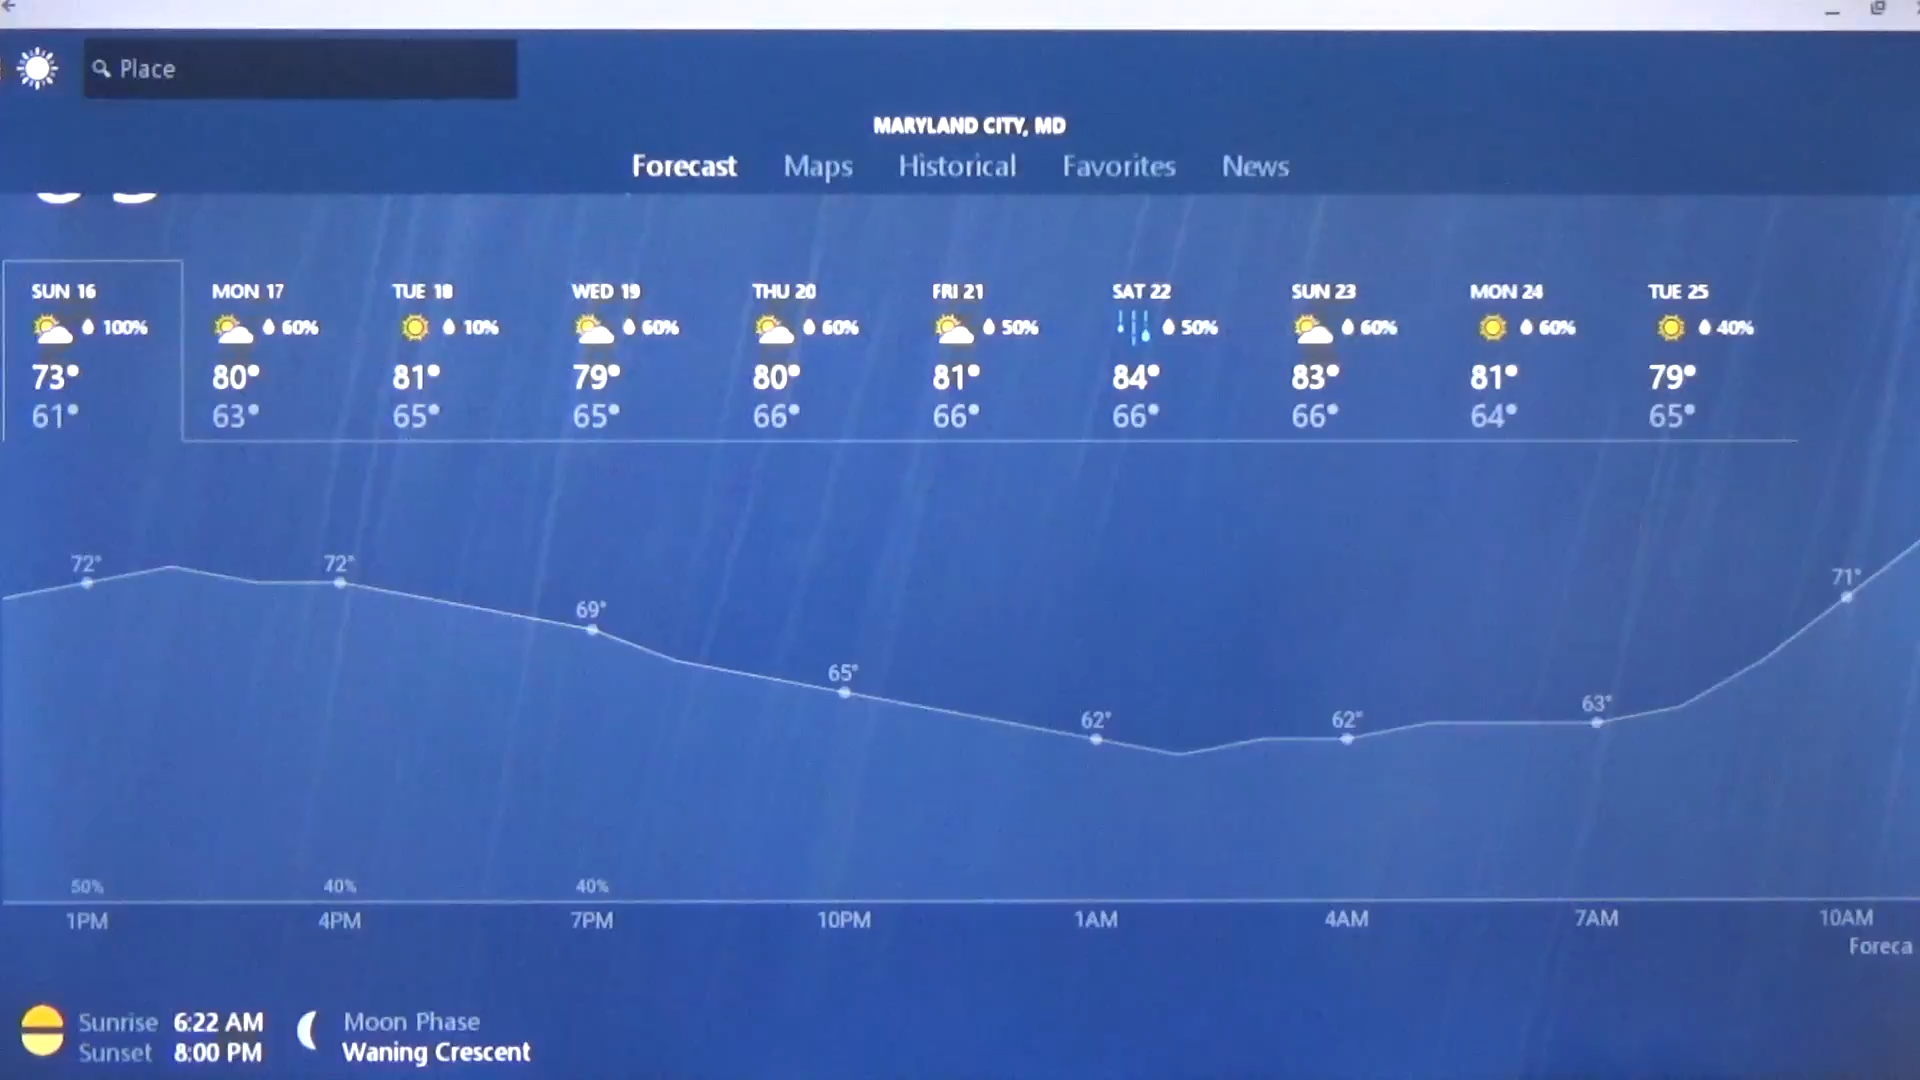 Place
MARYLAND CITY, MD
Forecast Maps Historical Favorites News
SUN 16 MON 17 TUE 18 WED 19 THU 20 FRI 21 SAT 22 SUN 23 MON 24 TUE 25
100% 60% 10% 60% 60% 50% 50% 60% 60% 40%
73° 80° 81° 79° 80° 81° 84° 83° 81° 79°
61° 63° 65° 65° 66° 66° 66° 66° 64° 65°
72° 72° 69° 65° 62° 62° 63° 71°
50% 40% 40%
1PM 4PM 7PM 10PM 1AM 4AM 7AM 10AM
Foreca
Sunrise 6:22 AM Moon Phase
Sunset 8:00 PM Waning Crescent